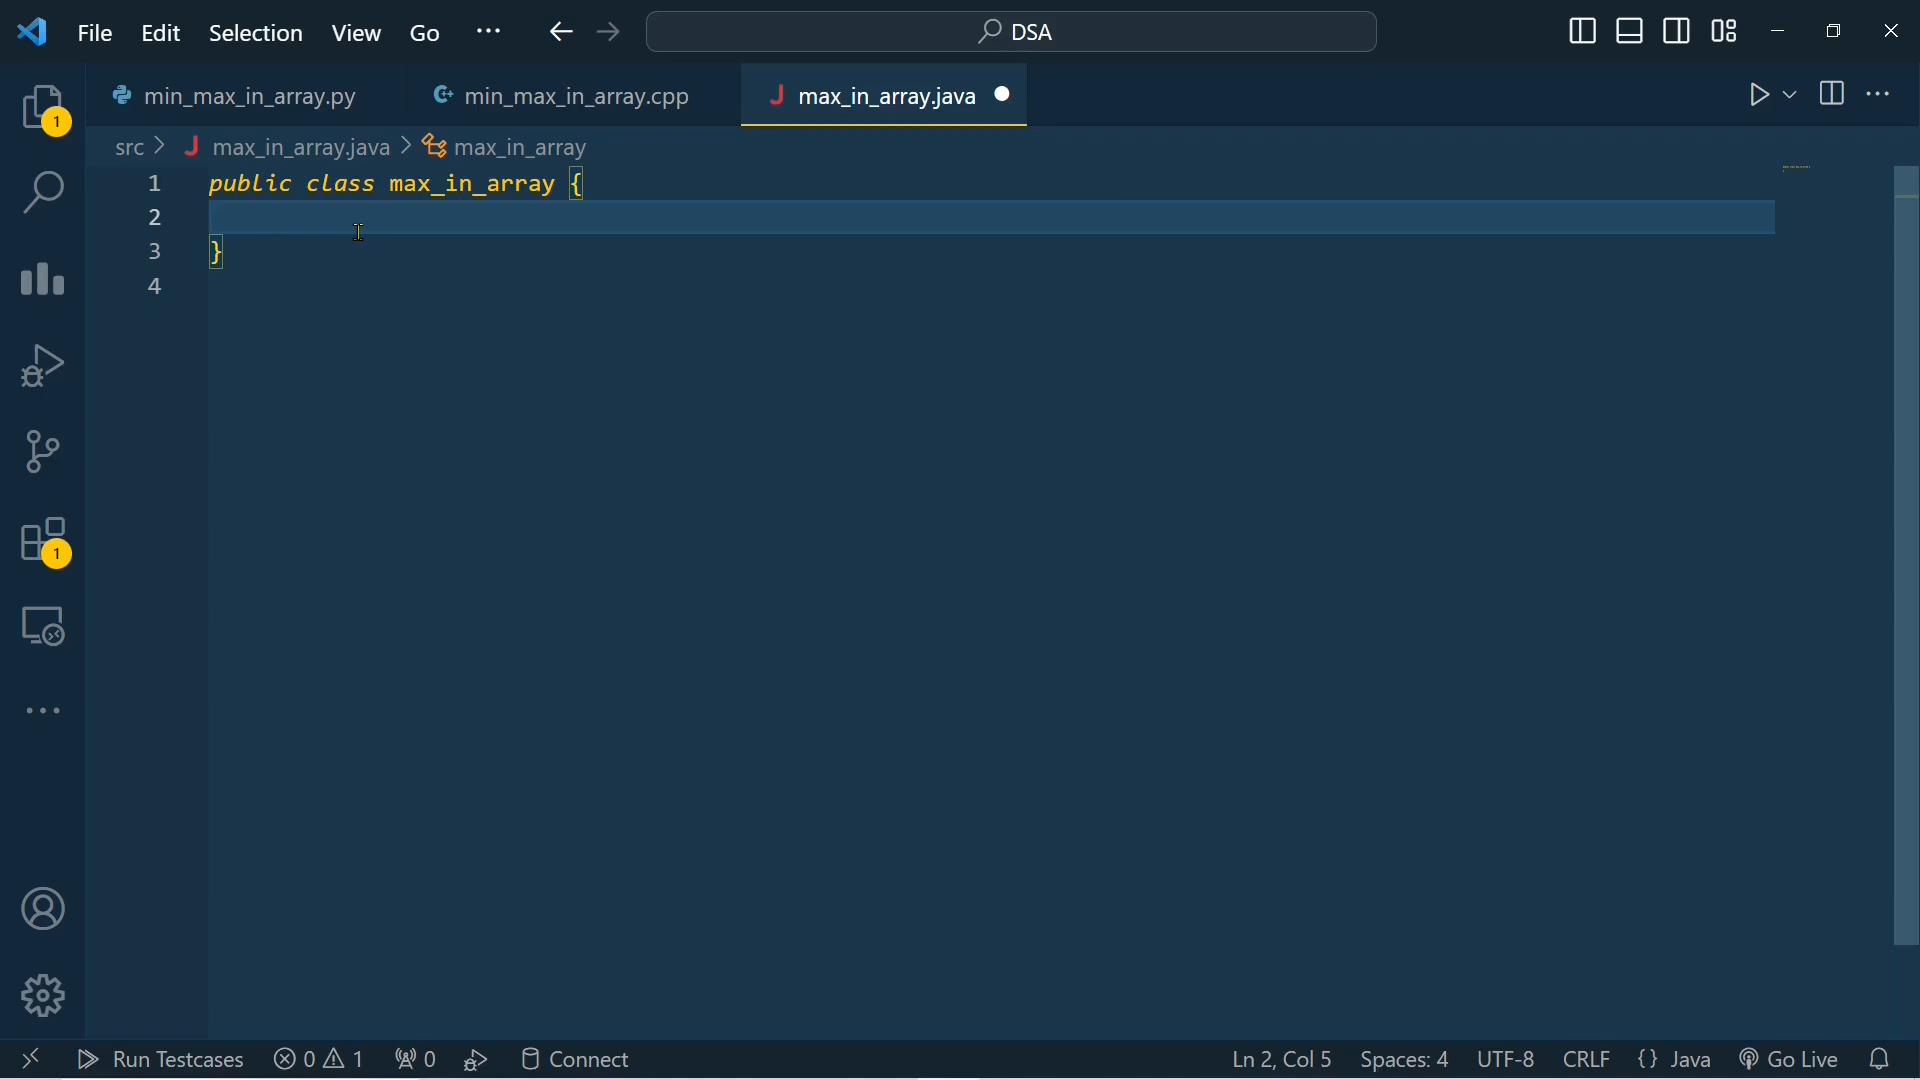 File Edit Selection View Go ··· DSA
min_max_in_array.py min_max_in_array.cpp max_in_array.java
src > max_in_array.java > max_in_array
1 public class max_in_array {
2
3 }
4
1
1
Run Testcases 0 1 0 Connect Ln 2, Col 5 Spaces: 4 UTF-8 CRLF {} Java Go Live